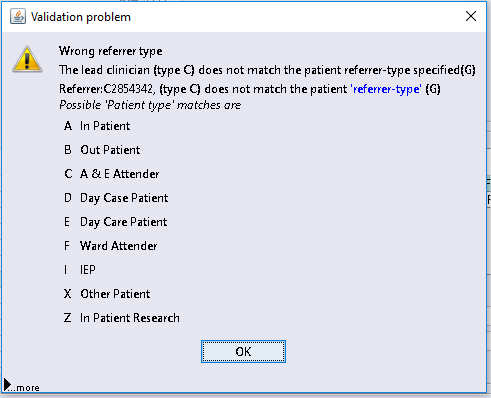 Validation problem
Wrong referrer type
The lead clinician (type C) does not match the patient referrer-type specified(G)
Referrer:C2854342, (type C) does not match the patient 'referrer-type' (G)
Possible 'Patient type' matches are
A In Patient
B Out Patient
C A & E Attender
D Day Case Patient
E Day Care Patient
F Ward Attender
I IEP
X Other Patient
Z In Patient Research
OK
...more